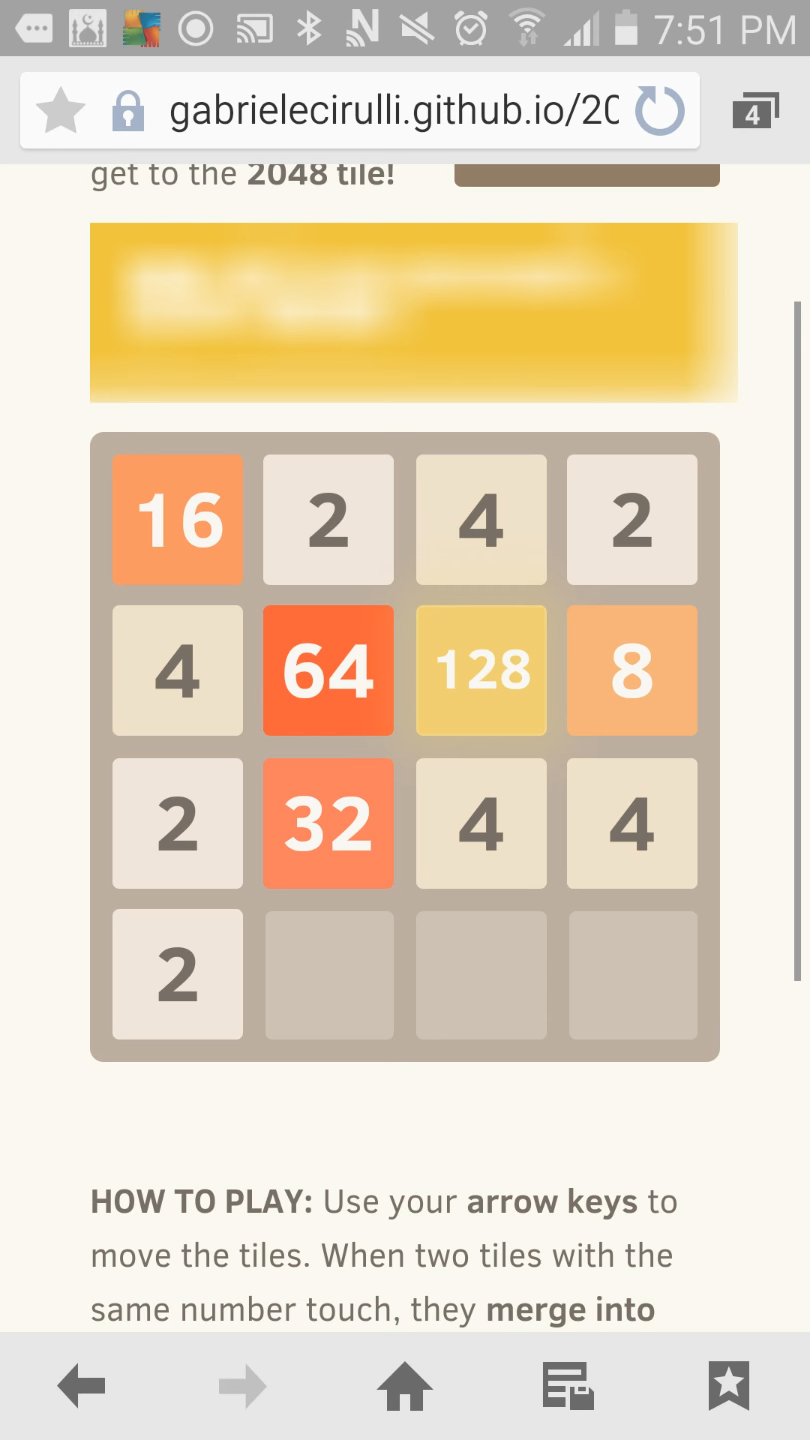 7:51 PM
gabrielecirulli.github.io/20
4
get to the 2048 tile!
16 2 4 2
4 64 128 8
2 32 4 4
2
HOW TO PLAY: Use your arrow keys to
move the tiles. When two tiles with the
same number touch, they merge into